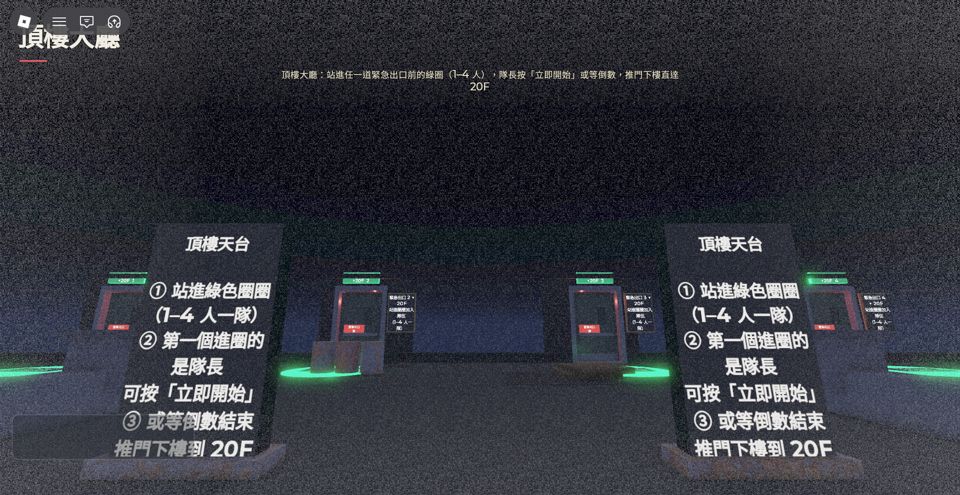 頂樓大廳
頂樓大廳：站進任一道緊急出口前的綠圈（1–4 人），隊長按「立即開始」或等倒數，推門下樓直達
20F
頂樓天台
① 站進綠色圈圈
（1–4 人一隊）
② 第一個進圈的
是隊長
可按「立即開始」
③ 或等倒數結束
推門下樓到 20F
頂樓天台
① 站進綠色圈圈
（1–4 人一隊）
② 第一個進圈的
是隊長
可按「立即開始」
③ 或等倒數結束
推門下樓到 20F